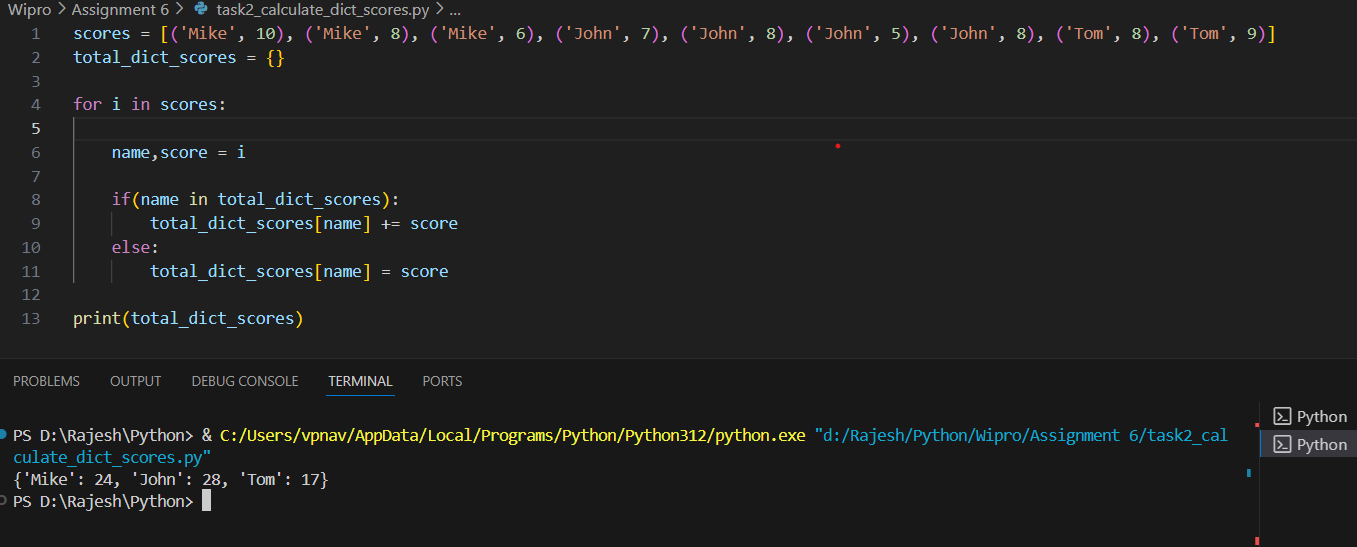 Wipro > Assignment 6 > task2_calculate_dict_scores.py > ...
1 scores = [('Mike', 10), ('Mike', 8), ('Mike', 6), ('John', 7), ('John', 8), ('John', 5), ('John', 8), ('Tom', 8), ('Tom', 9)]
2 total_dict_scores = {}
3
4 for i in scores:
5
6     name,score = i
7
8     if(name in total_dict_scores):
9         total_dict_scores[name] += score
10     else:
11         total_dict_scores[name] = score
12
13 print(total_dict_scores)
PROBLEMS OUTPUT DEBUG CONSOLE TERMINAL PORTS
PS D:\Rajesh\Python> & C:/Users/vpnav/AppData/Local/Programs/Python/Python312/python.exe "d:/Rajesh/Python/Wipro/Assignment 6/task2_cal
culate_dict_scores.py"
{'Mike': 24, 'John': 28, 'Tom': 17}
PS D:\Rajesh\Python>
Python
Python